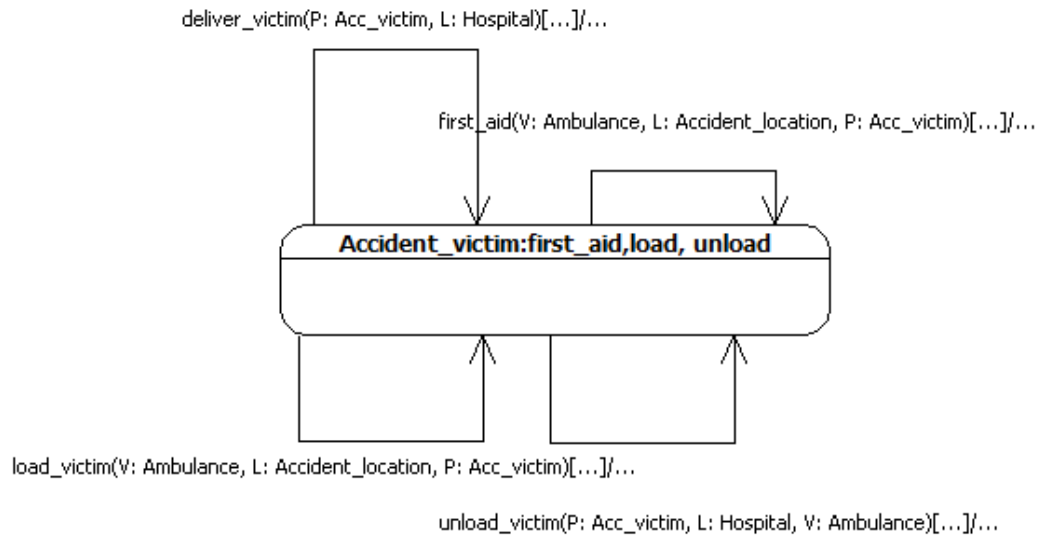 deliver_victim(P: Acc_victim, L: Hospital)[...]/...
first_aid(V: Ambulance, L: Accident_location, P: Acc_victim)[...]/...
Accident_victim:first_aid,load, unload
load_victim(V: Ambulance, L: Accident_location, P: Acc_victim)[...]/...
unload_victim(P: Acc_victim, L: Hospital, V: Ambulance)[...]/...